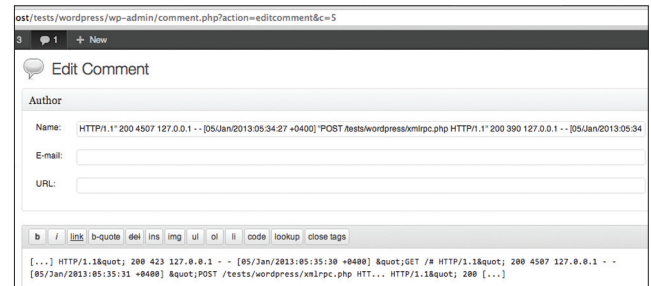 ost/tests/wordpress/wp-admin/comment.php?action=editcomment&c=5
3 1 + New
Edit Comment
Author
Name: HTTP/1.1" 200 4507 127.0.0.1 - - [05/Jan/2013:05:34:27 +0400] "POST /tests/wordpress/xmlrpc.php HTTP/1.1" 200 390 127.0.0.1 - - [05/Jan/2013:05:34
E-mail:
URL:
b i link b-quote del ins img ul ol li code lookup close tags
[...] HTTP/1.1&quot; 200 423 127.0.0.1 - - [05/Jan/2013:05:35:30 +0400] &quot;GET /# HTTP/1.1&quot; 200 4507 127.0.0.1 - -
[05/Jan/2013:05:35:31 +0400] &quot;POST /tests/wordpress/xmlrpc.php HTT... HTTP/1.1&quot; 200 [...]